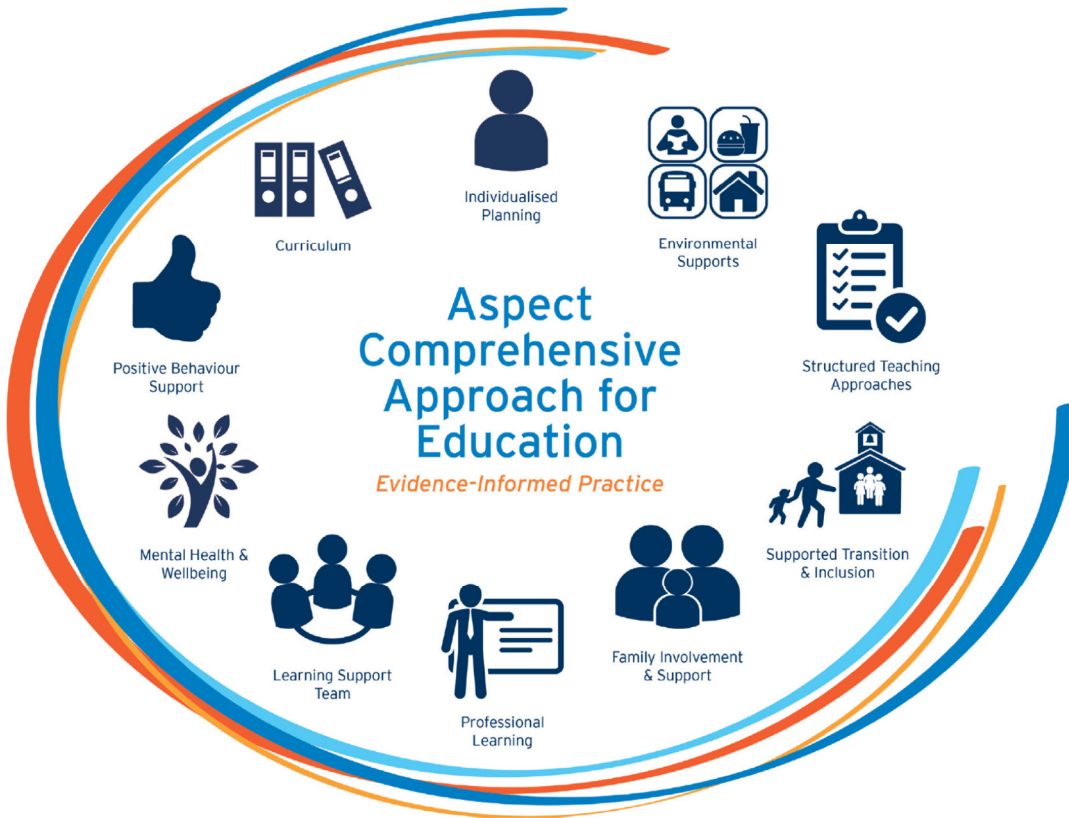 Individualised
Planning
Curriculum
Environmental
Supports
Aspect
Comprehensive
Approach for
Education
Evidence-Informed Practice
Positive Behaviour
Support
Structured Teaching
Approaches
Mental Health &
Wellbeing
Supported Transition
& Inclusion
Learning Support
Team
Family Involvement
& Support
Professional
Learning